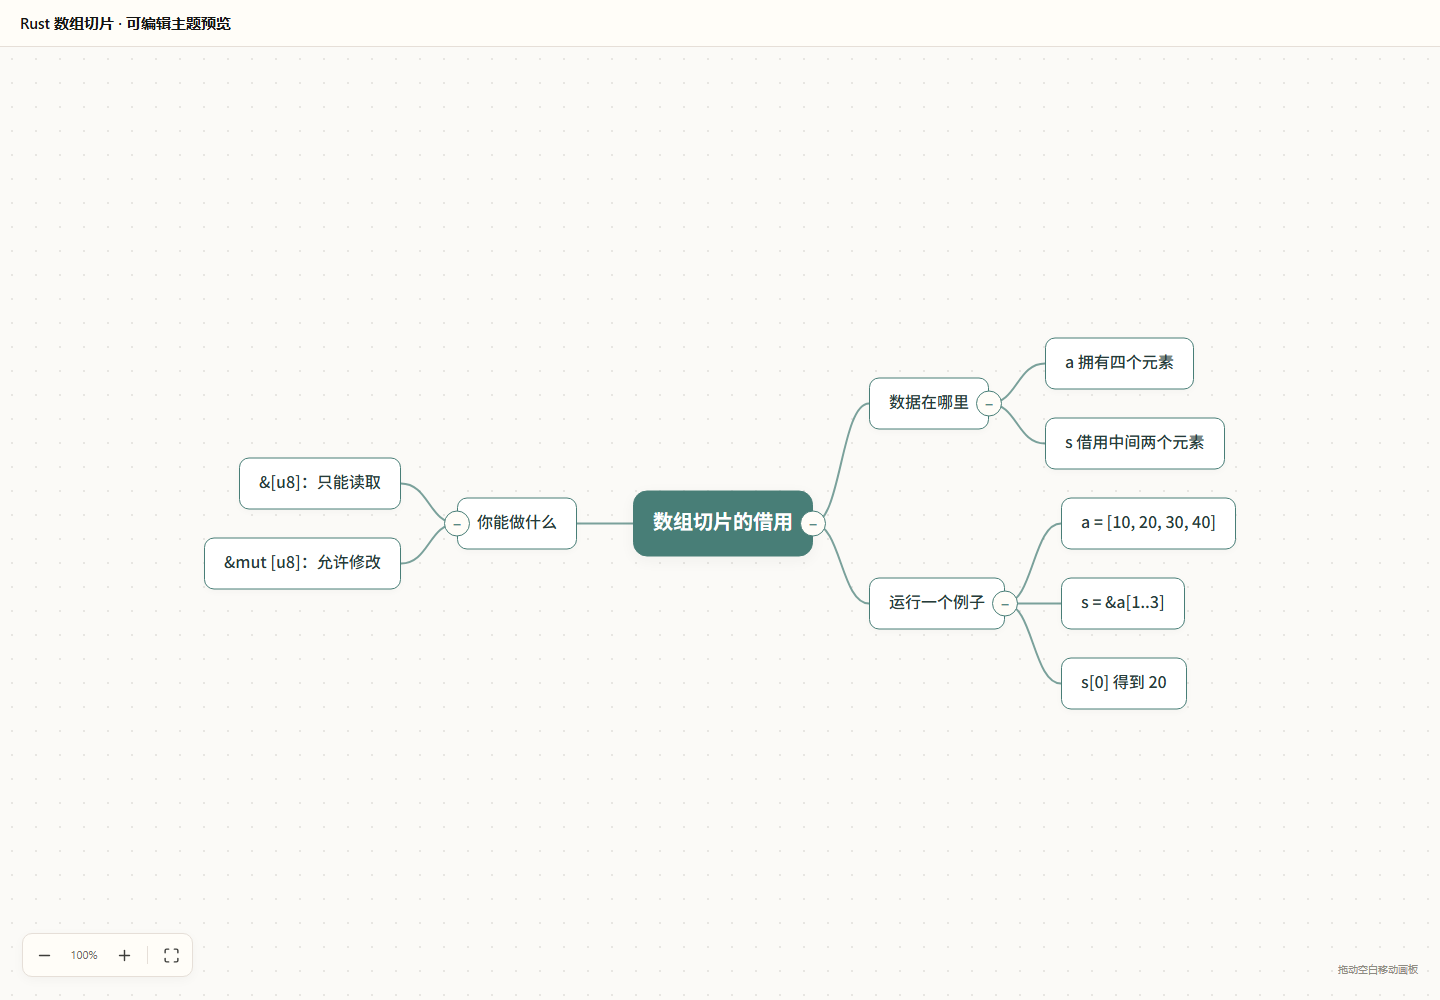 Rust 数组切片 · 可编辑主题预览
数组切片的借用
数据在哪里
a 拥有四个元素
s 借用中间两个元素
运行一个例子
a = [10, 20, 30, 40]
s = &a[1..3]
s[0] 得到 20
你能做什么
&[u8]：只能读取
&mut [u8]：允许修改
100%
拖动空白移动画板